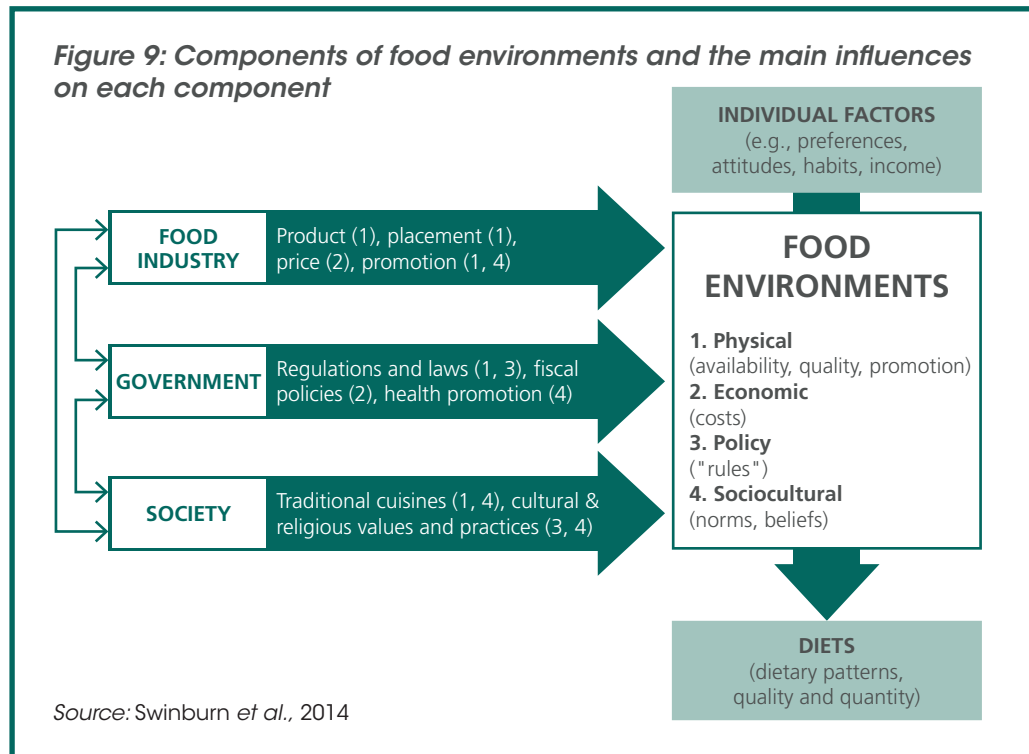 Figure 9: Components of food environments and the main influences
on each component
INDIVIDUAL FACTORS
(e.g., preferences,
attitudes, habits, income)
FOOD
INDUSTRY
Product (1), placement (1),
price (2), promotion (1, 4)
GOVERNMENT
Regulations and laws (1, 3), fiscal
policies (2), health promotion (4)
SOCIETY
Traditional cuisines (1, 4), cultural &
religious values and practices (3, 4)
FOOD
ENVIRONMENTS
1. Physical
(availability, quality, promotion)
2. Economic
(costs)
3. Policy
("rules")
4. Sociocultural
(norms, beliefs)
DIETS
(dietary patterns,
quality and quantity)
Source: Swinburn et al., 2014